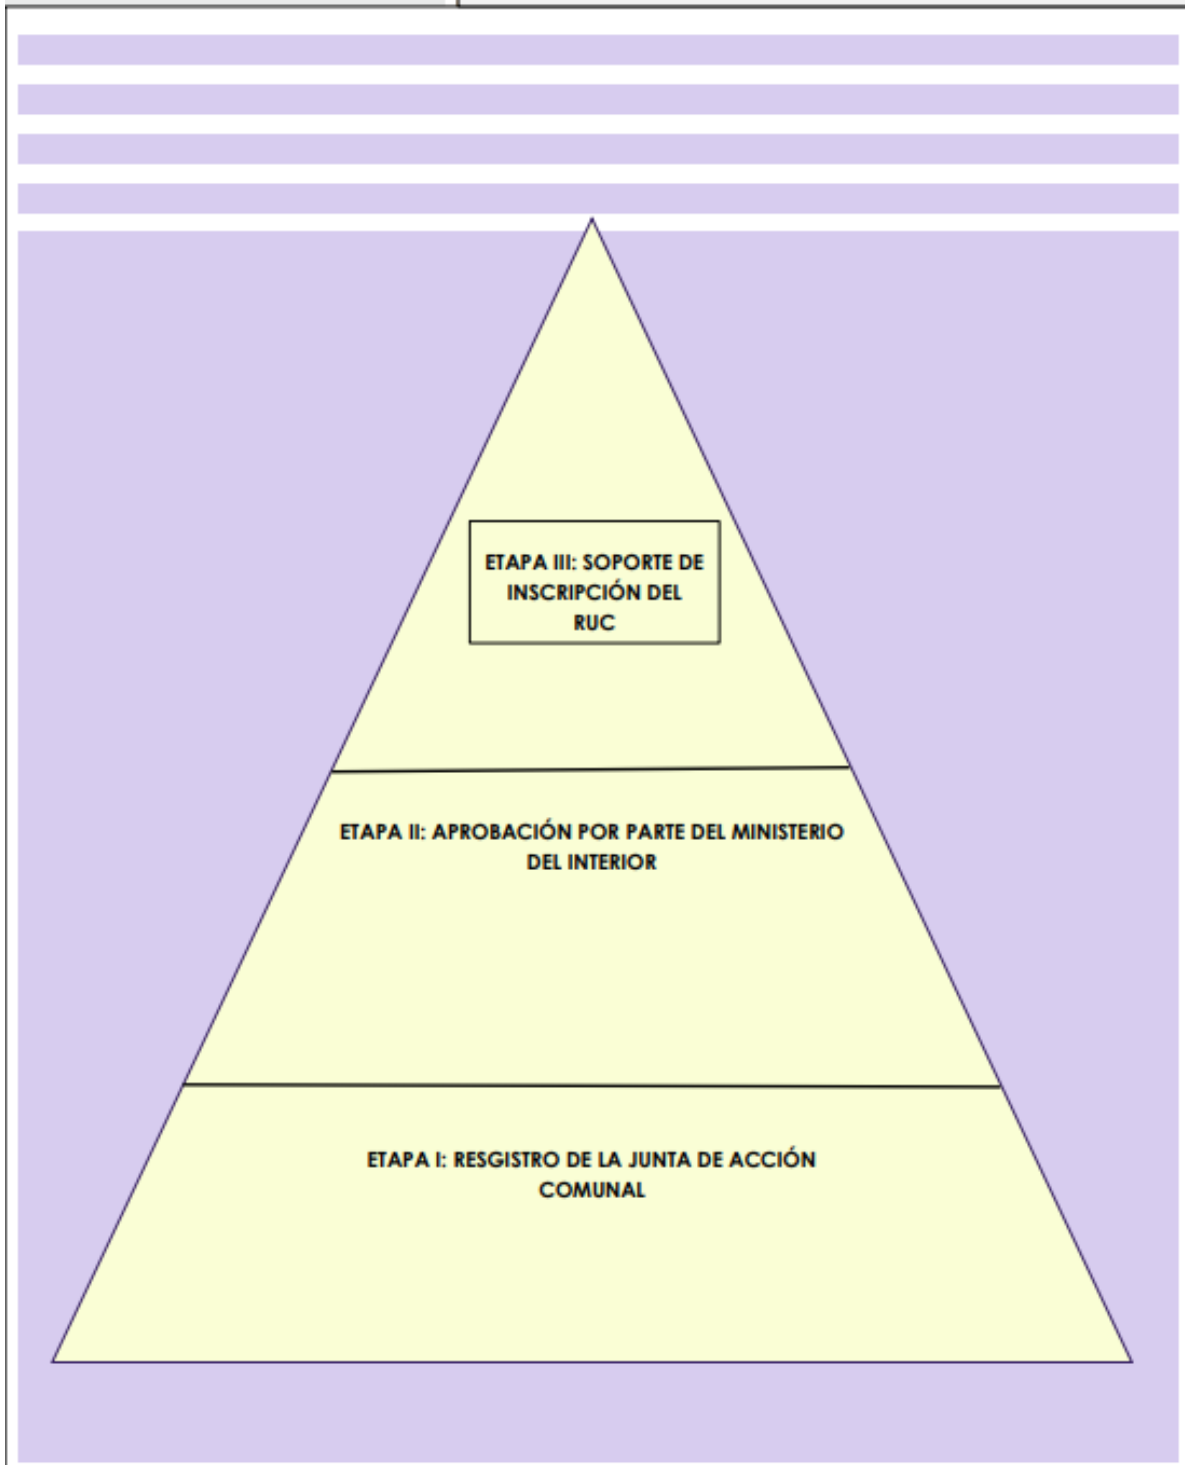 ETAPA III: SOPORTE DE
INSCRIPCIÓN DEL
RUC
ETAPA II: APROBACIÓN POR PARTE DEL MINISTERIO
DEL INTERIOR
ETAPA I: RESGISTRO DE LA JUNTA DE ACCIÓN
COMUNAL